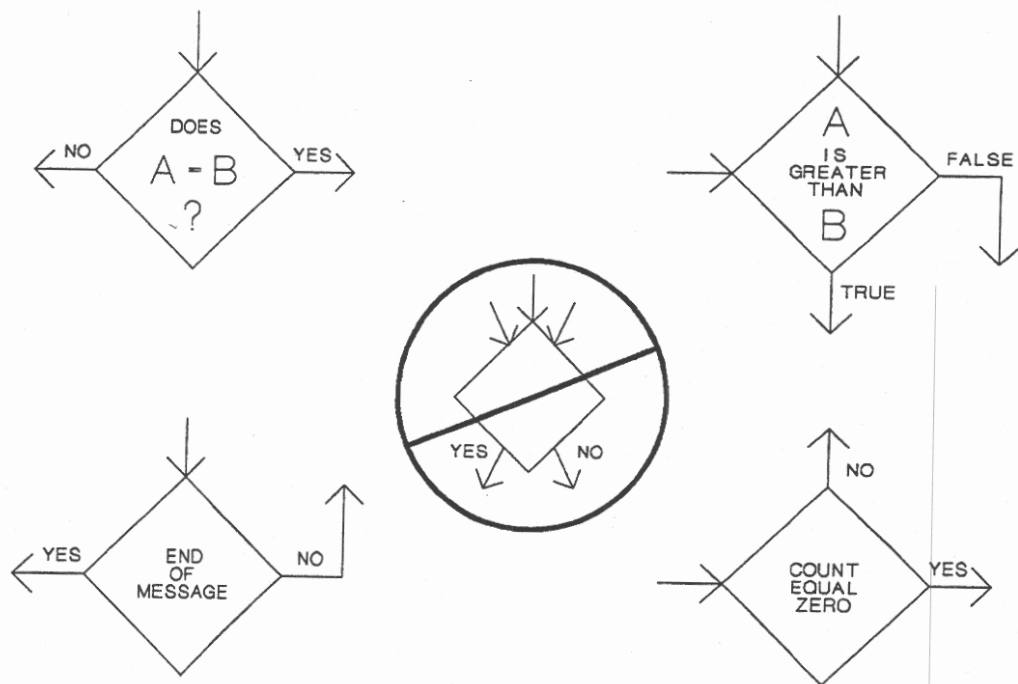 DOES
NO
A = B
YES
?
A
IS
GREATER
THAN
B
FALSE
TRUE
YES
NO
YES
END
OF
MESSAGE
NO
NO
COUNT
EQUAL
ZERO
YES